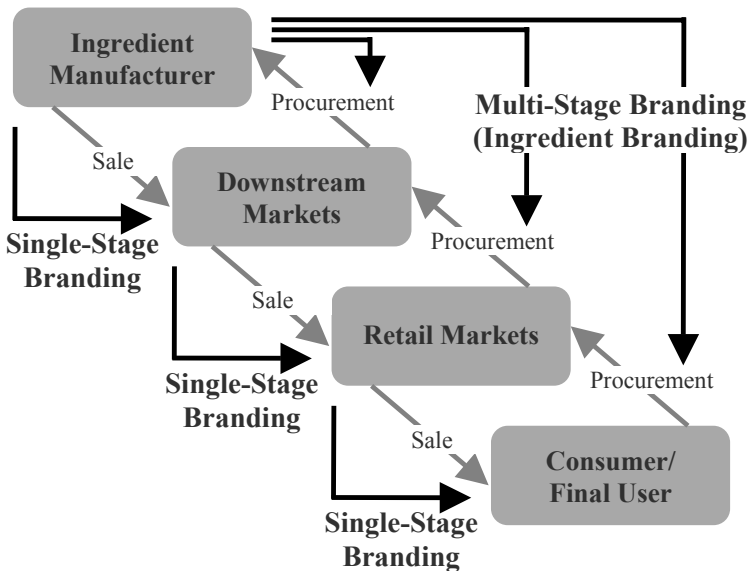 Ingredient
Manufacturer
Procurement
Multi-Stage Branding
(Ingredient Branding)
Sale
Downstream
Markets
Single-Stage
Branding
Procurement
Sale
Retail Markets
Single-Stage
Branding
Procurement
Sale
Consumer/
Final User
Single-Stage
Branding